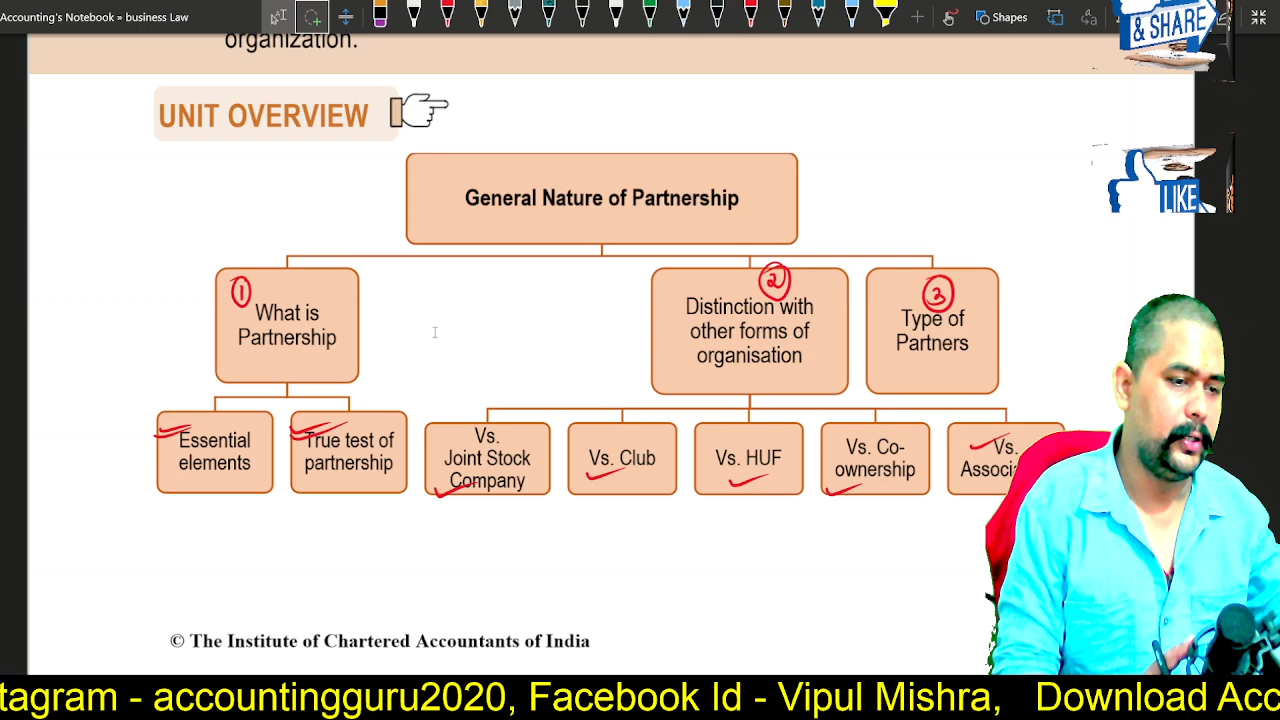 Accounting's Notebook » business Law
Shapes
& SHARE
organization.
UNIT OVERVIEW
LIKE
General Nature of Partnership
1
What is
Partnership
2
Distinction with
other forms of
organisation
3
Type of
Partners
Essential
elements
True test of
partnership
Vs.
Joint Stock
Company
Vs. Club
Vs. HUF
Vs. Co-
ownership
Vs.
Associa
© The Institute of Chartered Accountants of India
stagram - accountingguru2020, Facebook Id - Vipul Mishra, Download Acc